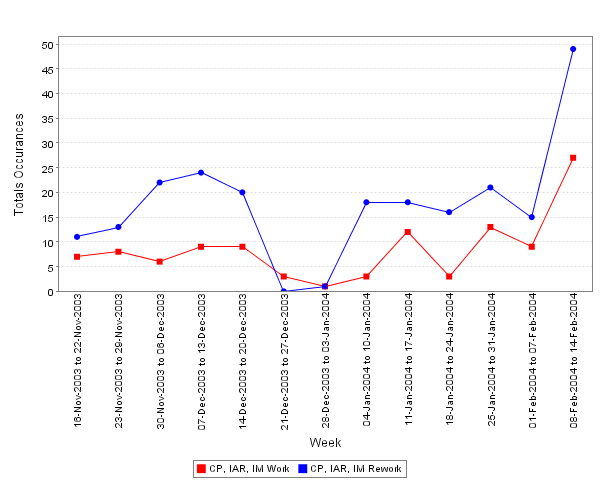 Totals Occurances
50
45
40
35
30
25
20
15
10
5
0
16-Nov-2003 to 22-Nov-2003
23-Nov-2003 to 29-Nov-2003
30-Nov-2003 to 06-Dec-2003
07-Dec-2003 to 13-Dec-2003
14-Dec-2003 to 20-Dec-2003
21-Dec-2003 to 27-Dec-2003
28-Dec-2003 to 03-Jan-2004
04-Jan-2004 to 10-Jan-2004
11-Jan-2004 to 17-Jan-2004
18-Jan-2004 to 24-Jan-2004
25-Jan-2004 to 31-Jan-2004
01-Feb-2004 to 07-Feb-2004
08-Feb-2004 to 14-Feb-2004
Week
CP, IAR, IM Work CP, IAR, IM Rework